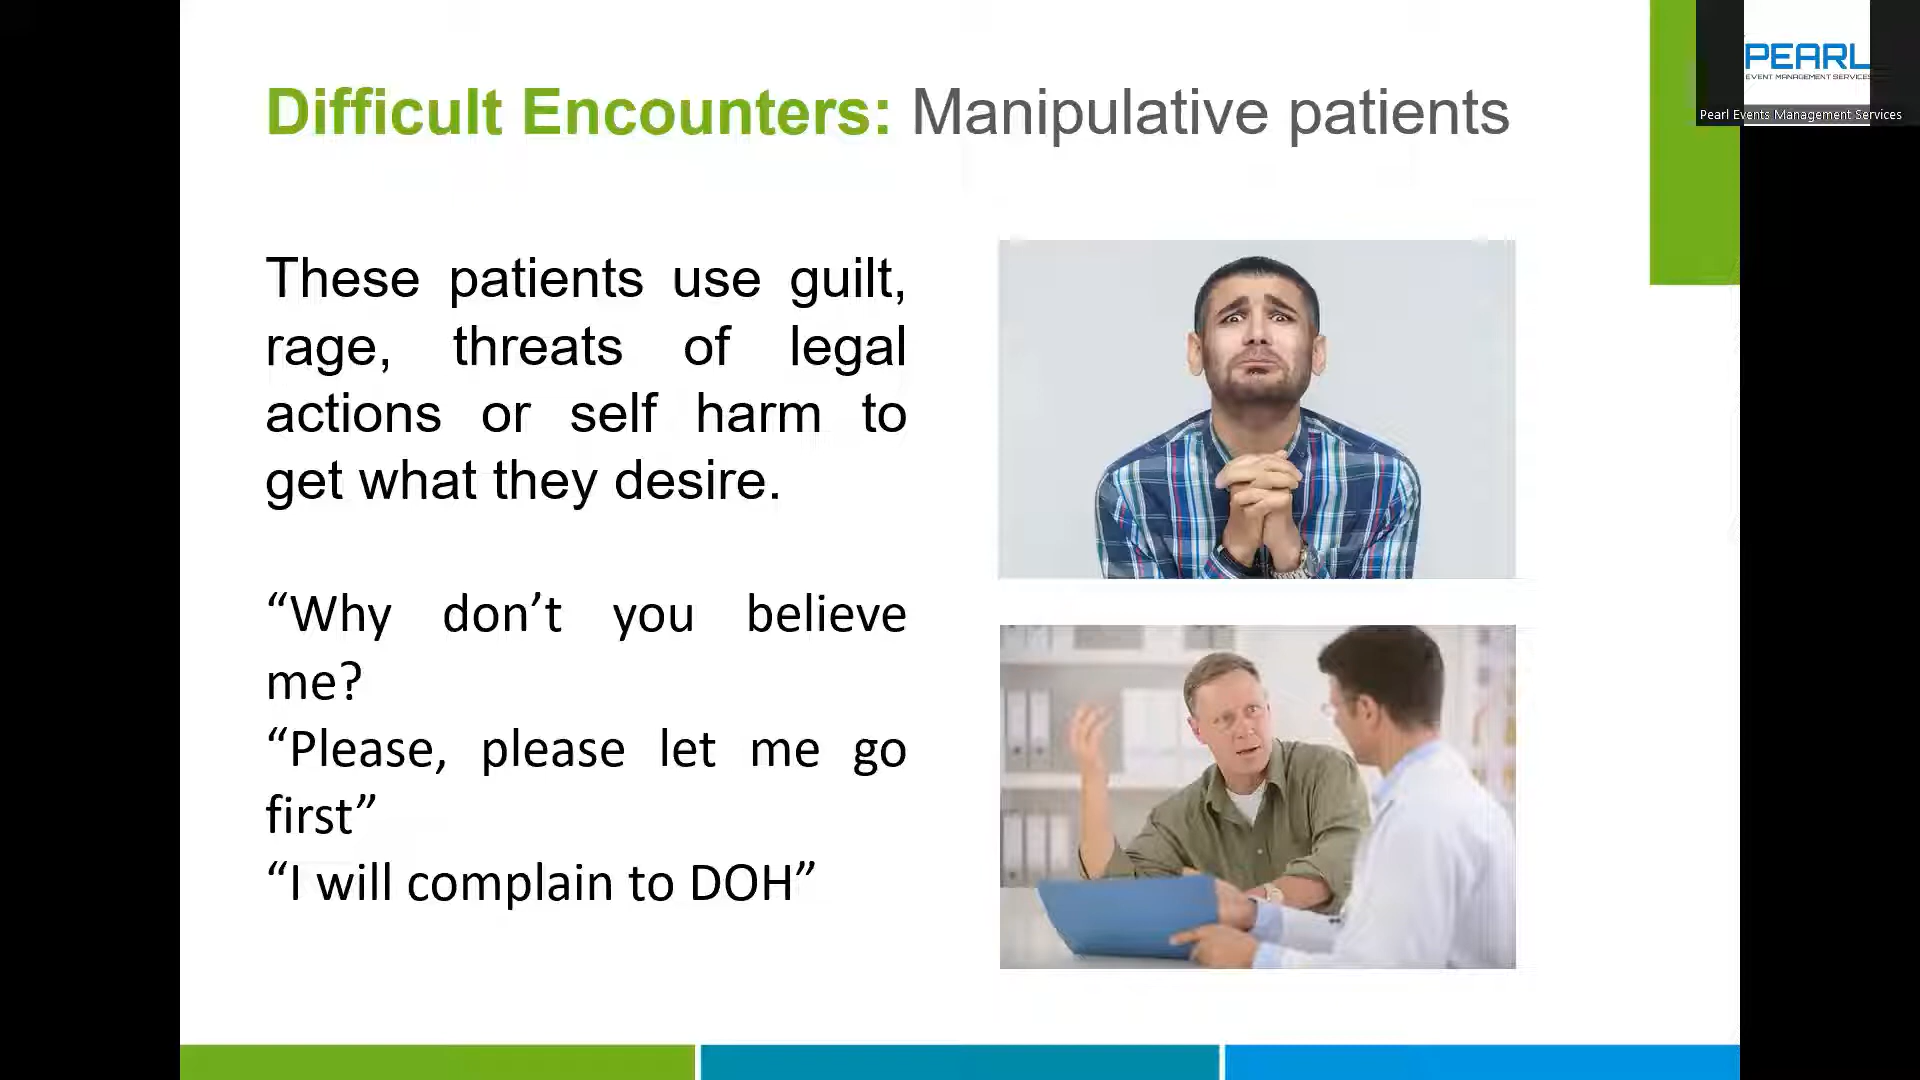 PEARL
EVENT MANAGEMENT SERVICES
Pearl Events Management Services
Difficult Encounters: Manipulative patients
These patients use guilt,
rage, threats of legal
actions or self harm to
get what they desire.
“Why don’t you believe
me?
“Please, please let me go
first”
“I will complain to DOH”